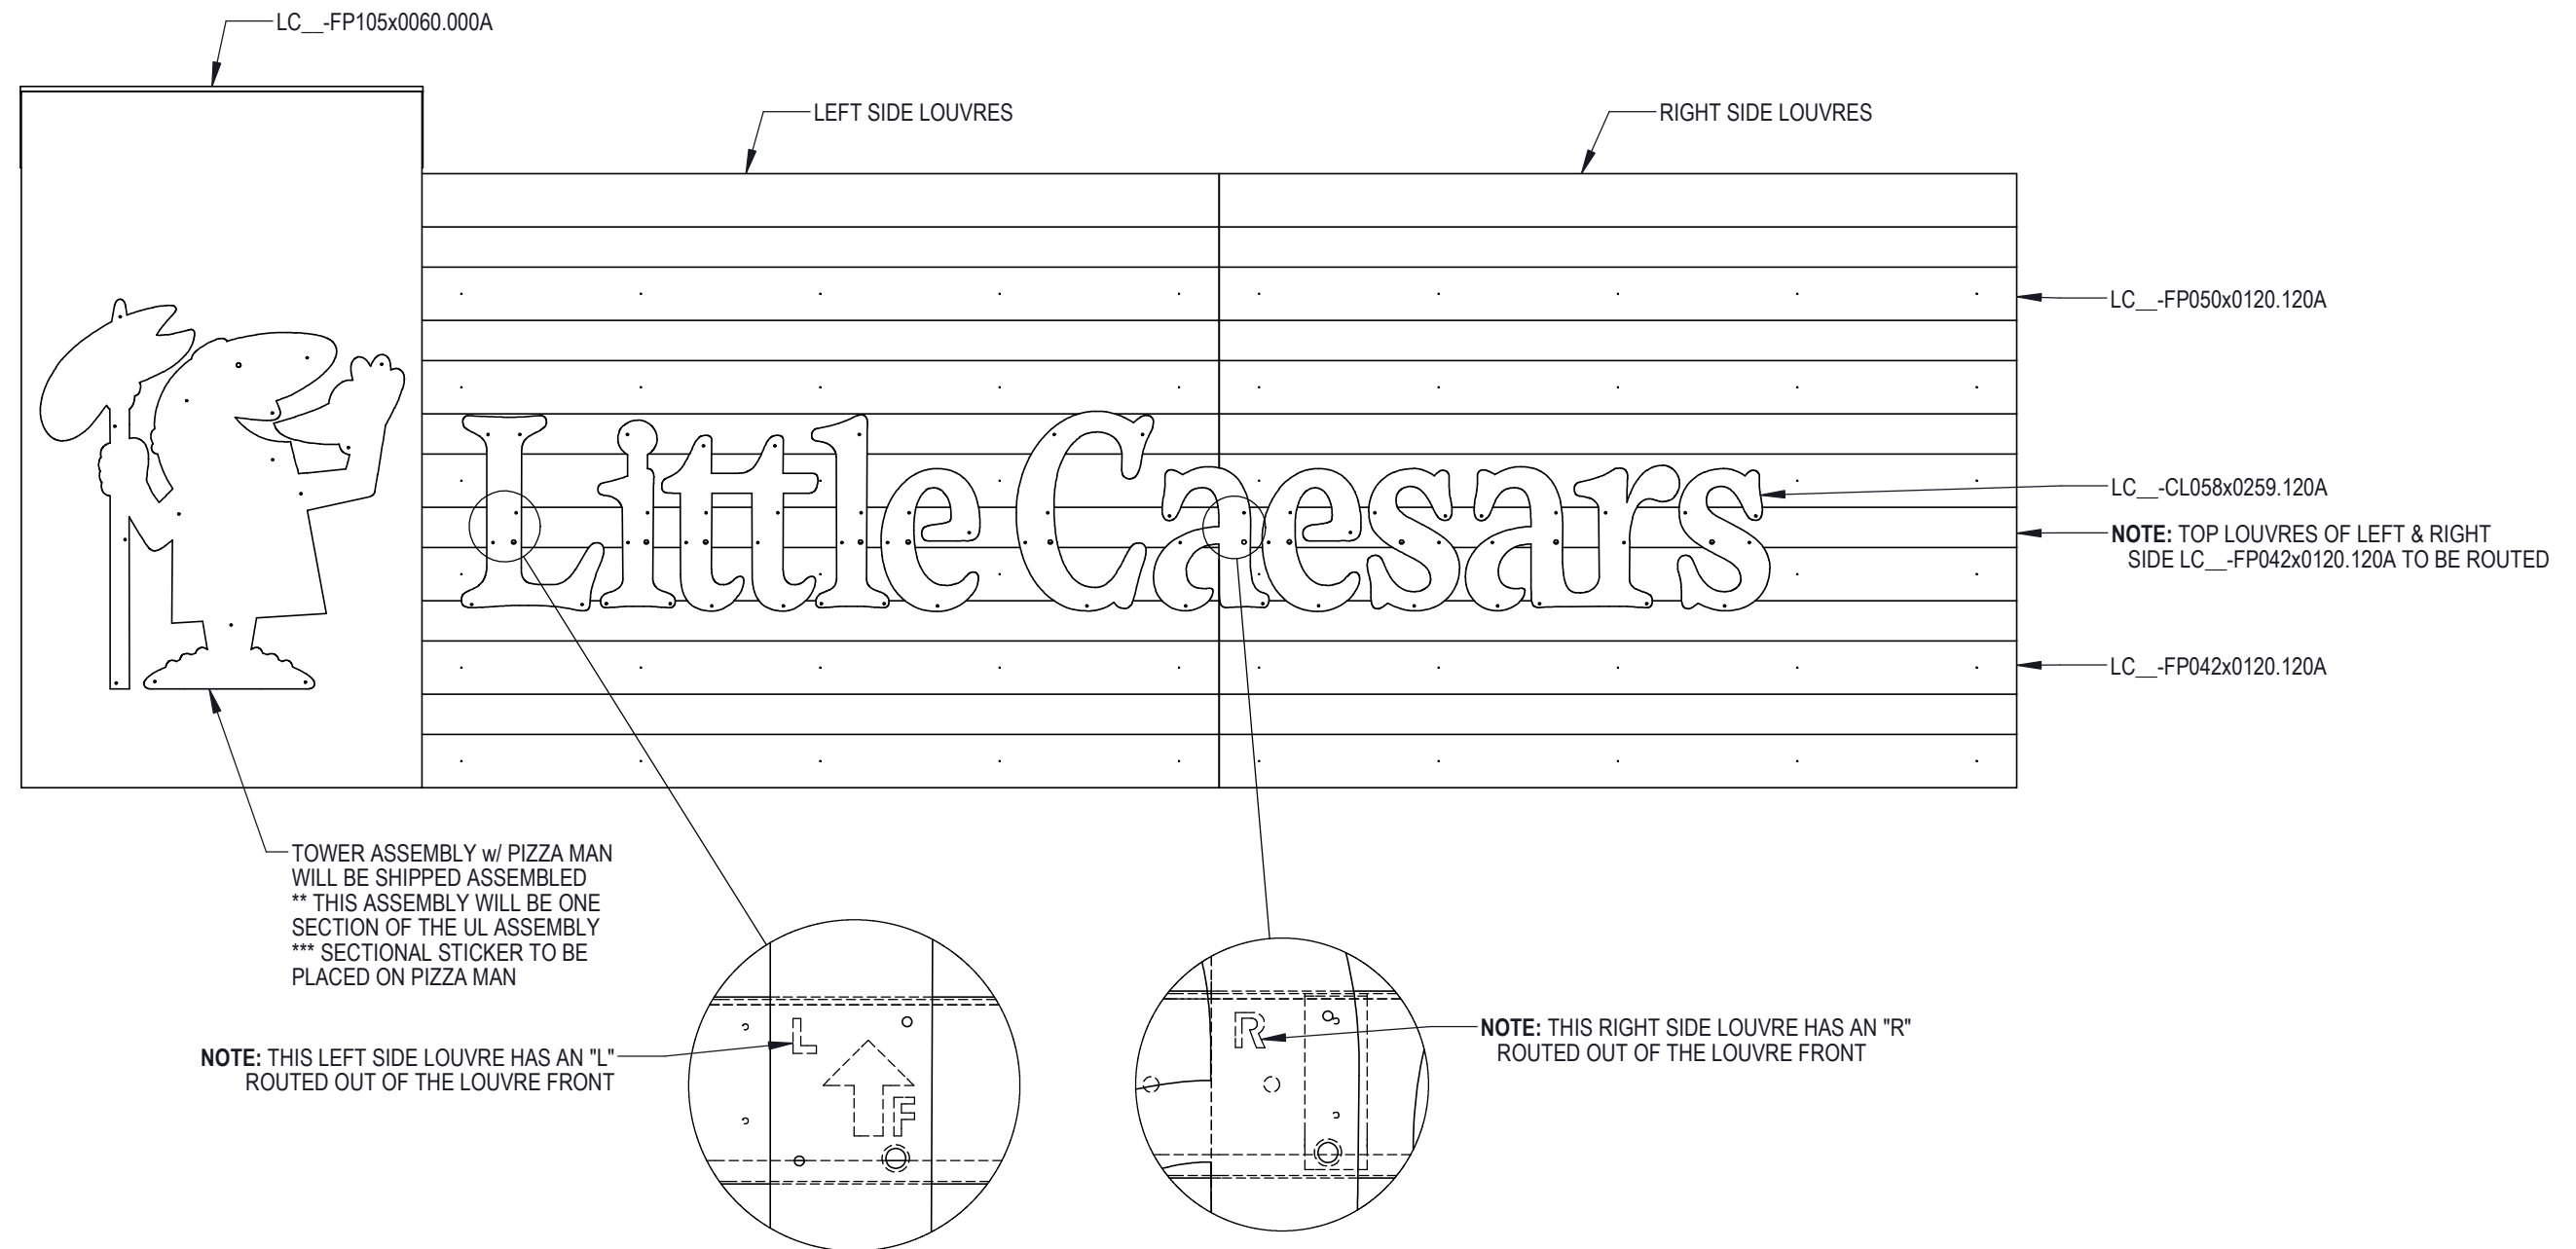 LC__-FP105x0060.000A
LEFT SIDE LOUVRES
RIGHT SIDE LOUVRES
LC__-FP050x0120.120A
Little Caesars
LC__-CL058x0259.120A
NOTE: TOP LOUVRES OF LEFT & RIGHT
SIDE LC__-FP042x0120.120A TO BE ROUTED
LC__-FP042x0120.120A
TOWER ASSEMBLY w/ PIZZA MAN
WILL BE SHIPPED ASSEMBLED
** THIS ASSEMBLY WILL BE ONE
SECTION OF THE UL ASSEMBLY
*** SECTIONAL STICKER TO BE
PLACED ON PIZZA MAN
NOTE: THIS LEFT SIDE LOUVRE HAS AN "L"
ROUTED OUT OF THE LOUVRE FRONT
L
F
R
NOTE: THIS RIGHT SIDE LOUVRE HAS AN "R"
ROUTED OUT OF THE LOUVRE FRONT